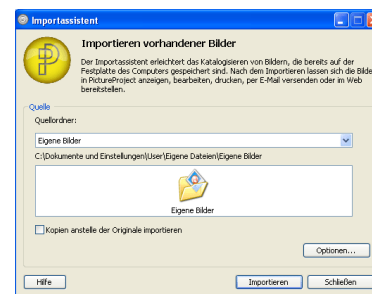 Importassistent
Importieren vorhandener Bilder
Der Importassistent erleichtert das Katalogisieren von Bildern, die bereits auf der
Festplatte des Computers gespeichert sind. Nach dem Importieren lassen sich die Bilde
in PictureProject anzeigen, bearbeiten, drucken, per E-Mail versenden oder im Web
bereitstellen.
Quelle
Quellordner:
Eigene Bilder
C:\Dokumente und Einstellungen\User\Eigene Dateien\Eigene Bilder
Eigene Bilder
Kopien anstelle der Originale importieren
Optionen...
Hilfe
Importieren
Schließen